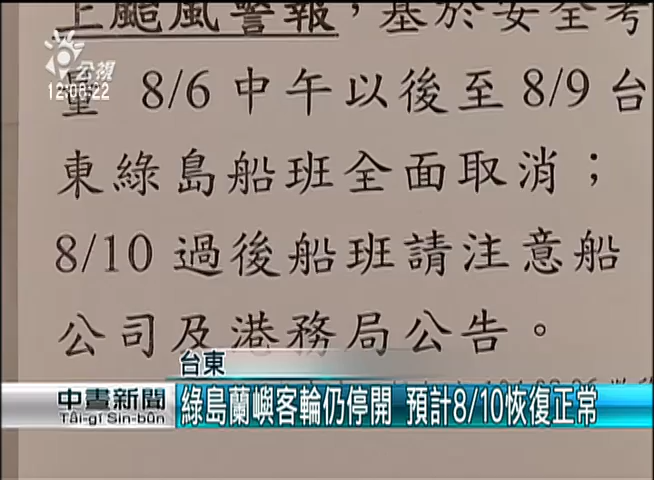 上颱風警報，基於安全考
公視
12:08:22
量 8/6中午以後至8/9台
東綠島船班全面取消；
8/10 過後船班請注意船
公司及港務局公告。
台東
中晝新聞
Tâi-gí Sin-bûn
綠島蘭嶼客輪仍停開 預計8/10恢復正常